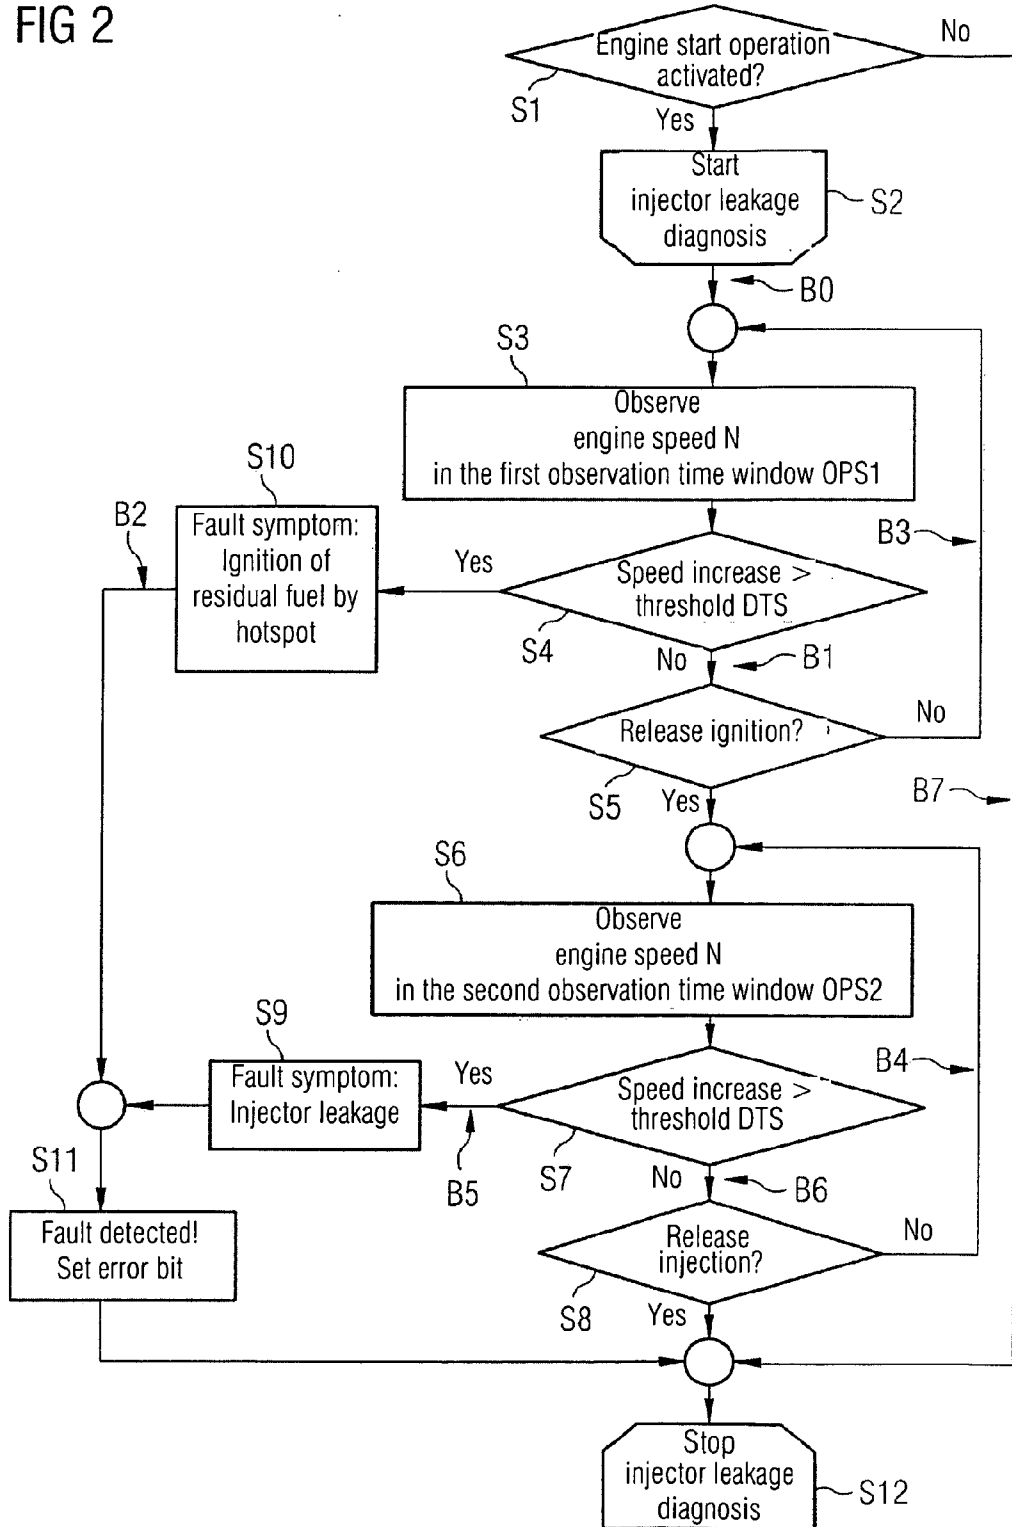 FIG 2
Engine start operation
activated?
No
S1
Yes
Start
injector leakage
diagnosis
S2
B0
S3
Observe
engine speed N
in the first observation time window OPS1
S10
B2
Fault symptom:
Ignition of
residual fuel by
hotspot
Yes
Speed increase >
threshold DTS
B3
S4
No
B1
Release ignition?
No
S5
Yes
B7
S6
Observe
engine speed N
in the second observation time window OPS2
S9
Fault symptom:
Injector leakage
Yes
Speed increase >
threshold DTS
B4
B5
S7
No
B6
S11
Fault detected!
Set error bit
Release
injection?
No
S8
Yes
Stop
injector leakage
diagnosis
S12